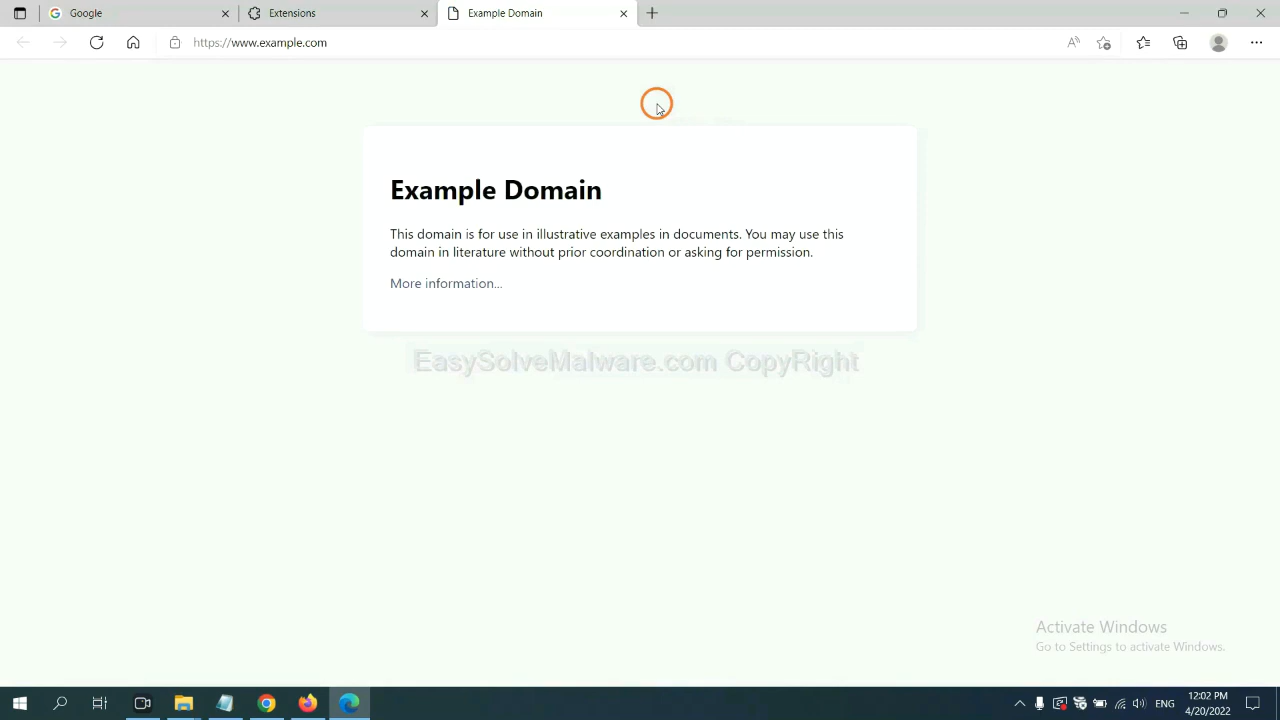 Google
Extensions
Example Domain
https://www.example.com
Example Domain
This domain is for use in illustrative examples in documents. You may use this
domain in literature without prior coordination or asking for permission.
More information...
EasySolveMalware.com CopyRight
Activate Windows
Go to Settings to activate Windows.
ENG
12:02 PM
4/20/2022